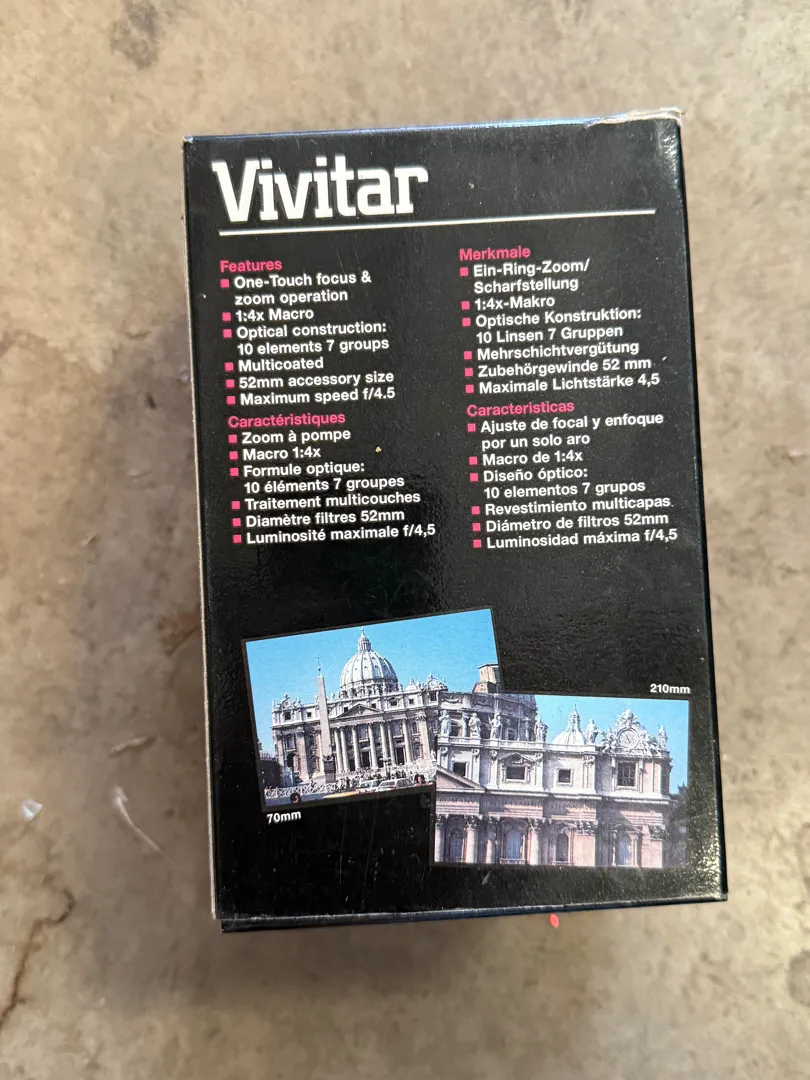 Vivitar
Features
One-Touch focus &
zoom operation
1:4x Macro
Optical construction:
10 elements 7 groups
Multicoated
52mm accessory size
Maximum speed f/4.5
Caractéristiques
Zoom à pompe
Macro 1:4x
Formule optique:
10 éléments 7 groupes
Traitement multicouches
Diamètre filtres 52mm
Luminosité maximale f/4,5
Merkmale
Ein-Ring-Zoom/
Scharfstellung
1:4x-Makro
Optische Konstruktion:
10 Linsen 7 Gruppen
Mehrschichtvergütung
Zubehörgewinde 52 mm
Maximale Lichtstärke 4,5
Caracteristicas
Ajuste de focal y enfoque
por un solo aro
Macro de 1:4x
Diseño óptico:
10 elementos 7 grupos
Revestimiento multicapas
Diámetro de filtros 52mm
Luminosidad máxima f/4,5
70mm
210mm